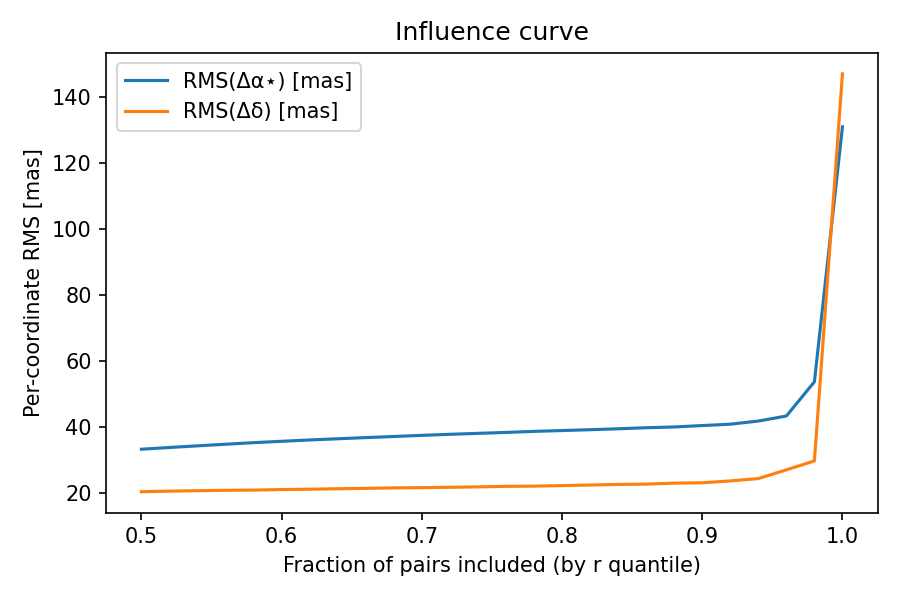 Influence curve
RMS(Δα⋆) [mas]
RMS(Δδ) [mas]
Per-coordinate RMS [mas]
140
120
100
80
60
40
20
0.5 0.6 0.7 0.8 0.9 1.0
Fraction of pairs included (by r quantile)